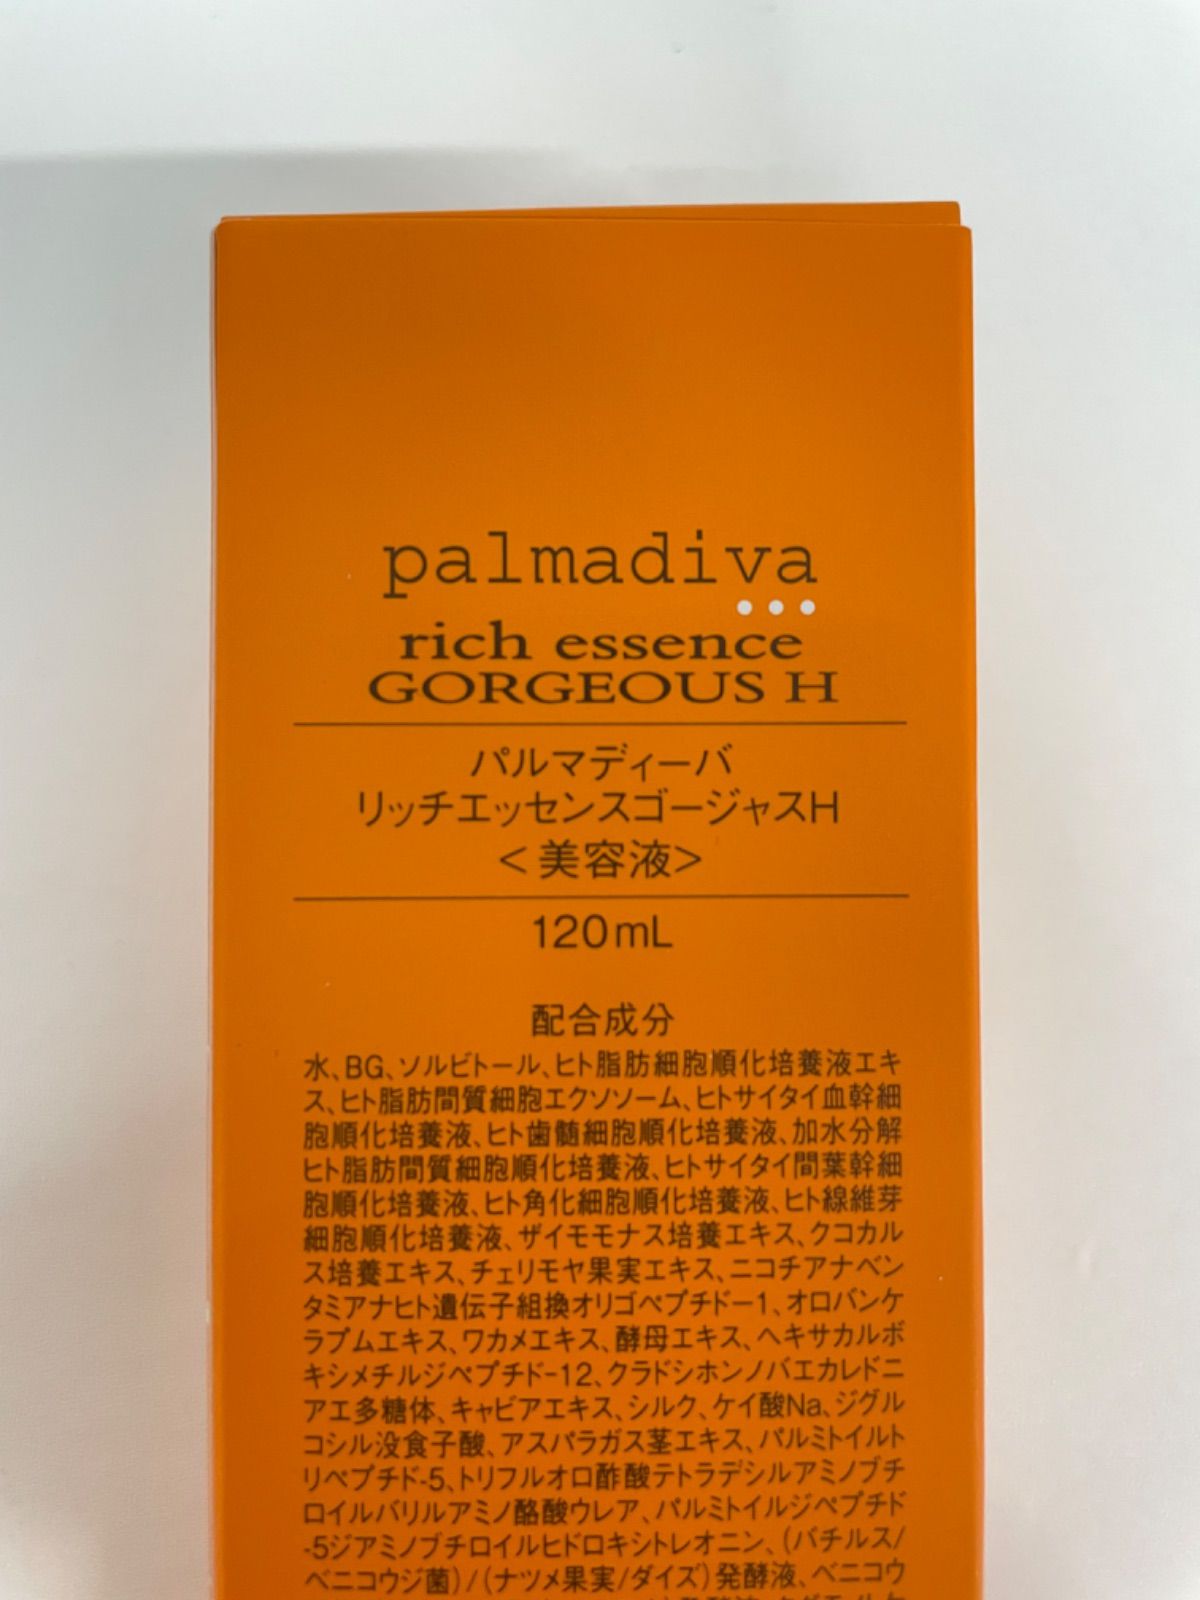 palmadiva
rich essence
GORGEOUS H
パルマディーバ
リッチエッセンスゴージャスH
<美容液>
120mL
配合成分
水、BG、ソルビトール、ヒト脂肪細胞順化培養液エキ
ス、ヒト脂肪間質細胞エクソソーム、ヒトサイタイ血幹細
胞順化培養液、ヒト歯髄細胞順化培養液、加水分解
ヒト脂肪間質細胞順化培養液、ヒトサイタイ間葉幹細
胞順化培養液、ヒト角化細胞順化培養液、ヒト線維芽
細胞順化培養液、ザイモモナス培養エキス、クコカル
ス培養エキス、チェリモヤ果実エキス、ニコチアナベン
タミアナヒト遺伝子組換オリゴペプチドー1、オロバンケ
ラプムエキス、ワカメエキス、酵母エキス、ヘキサカルボ
キシメチルジペプチド-12、クラドシホンノバエカレドニ
アエ多糖体、キャビアエキス、シルク、ケイ酸Na、ジグル
コシル没食子酸、アスパラガス茎エキス、パルミトイルト
リペプチド-5、トリフルオロ酢酸テトラデシルアミノブチ
ロイルバリルアミノ酪酸ウレア、パルミトイルジペプチド
-5ジアミノブチロイルヒドロキシトレオニン、(バチルス/
ベニコウジ菌)/(ナツメ果実/ダイズ)発酵液、ベニコウ